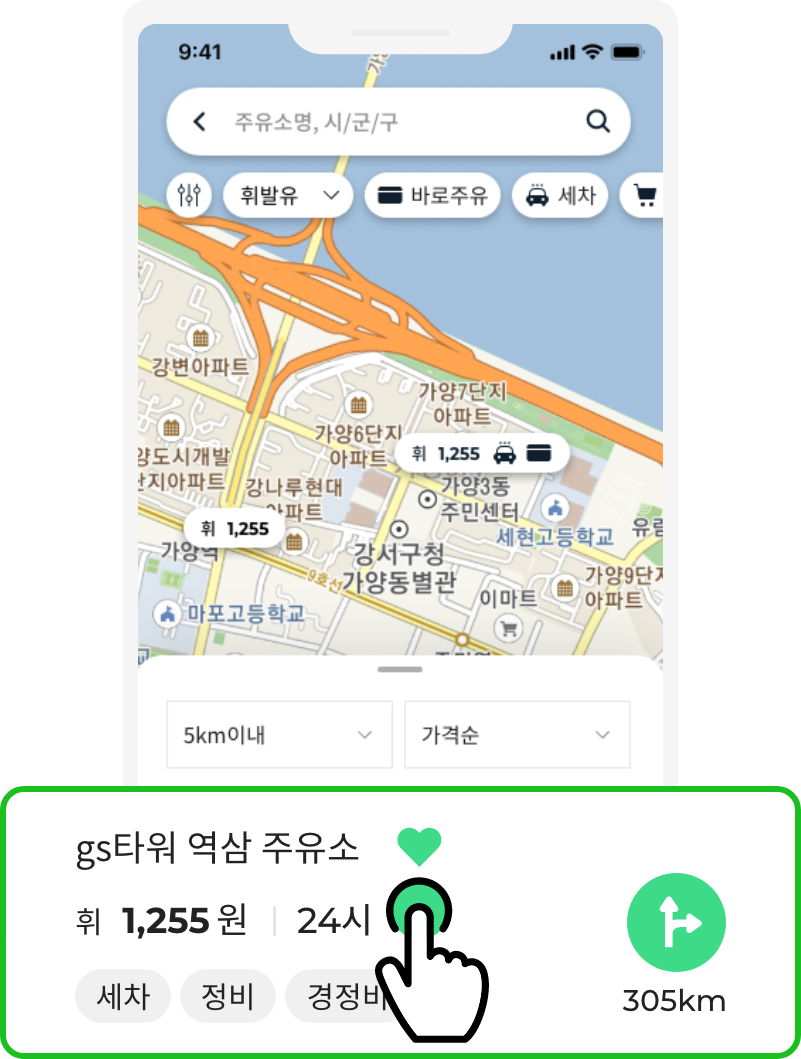 9:41
주유소명, 시/군/구
휘발유
바로주유
세차
강변아파트
가양7단지
아파트
가양6단지
아파트
휘 1,255
양도시개발
단지아파트
강나루현대
아파트
가양3동
주민센터
세현고등학교
유림
휘 1,255
가양역
강서구청
가양동별관
9호선
가양9단지
아파트
이마트
마포고등학교
5km이내
가격순
gs타워 역삼 주유소
휘 1,255원 24시
세차
정비
경정비
305km